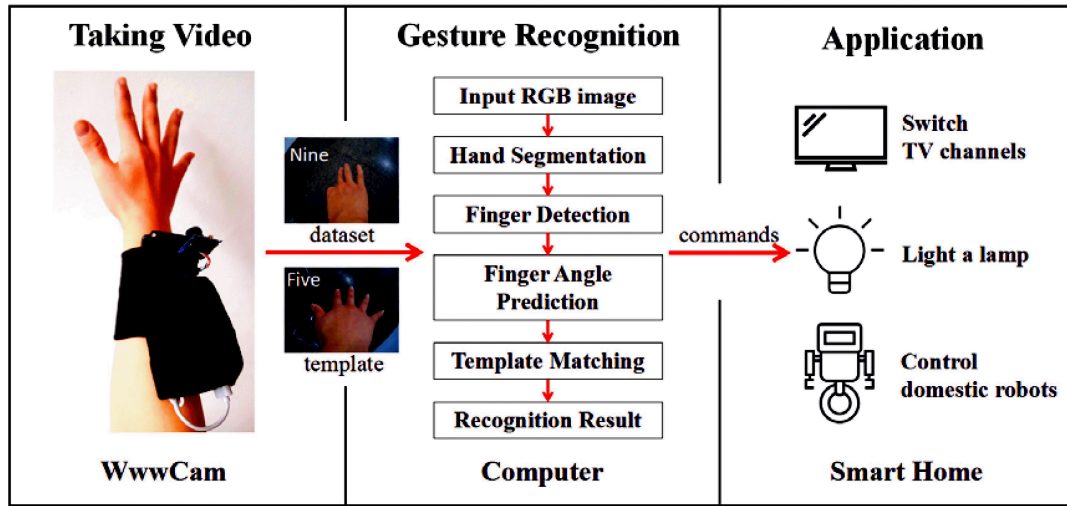 Taking Video
Nine
dataset
Five
template
WwwCam
Gesture Recognition
Input RGB image
Hand Segmentation
Finger Detection
Finger Angle
Prediction
Template Matching
Recognition Result
Computer
commands
Application
Switch
TV channels
Light a lamp
Control
domestic robots
Smart Home